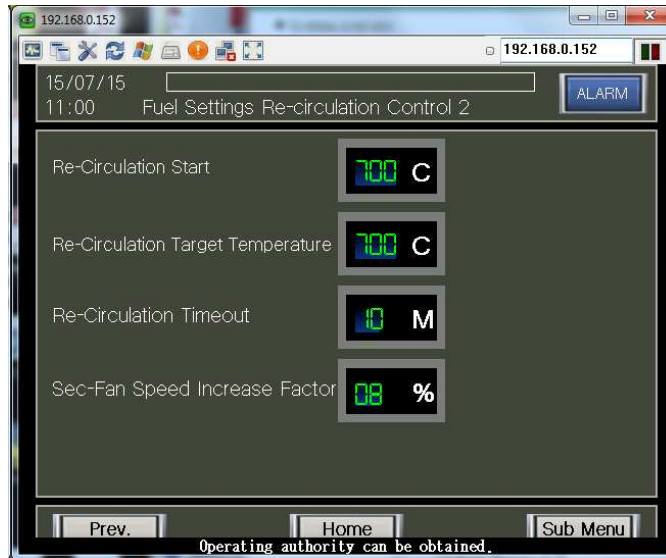 192.168.0.152
192.168.0.152
15/07/15
11:00 Fuel Settings Re-circulation Control 2
ALARM
Re-Circulation Start 700 C
Re-Circulation Target Temperature 700 C
Re-Circulation Timeout 10 M
Sec-Fan Speed Increase Factor 08 %
Prev. Home Sub Menu
Operating authority can be obtained.